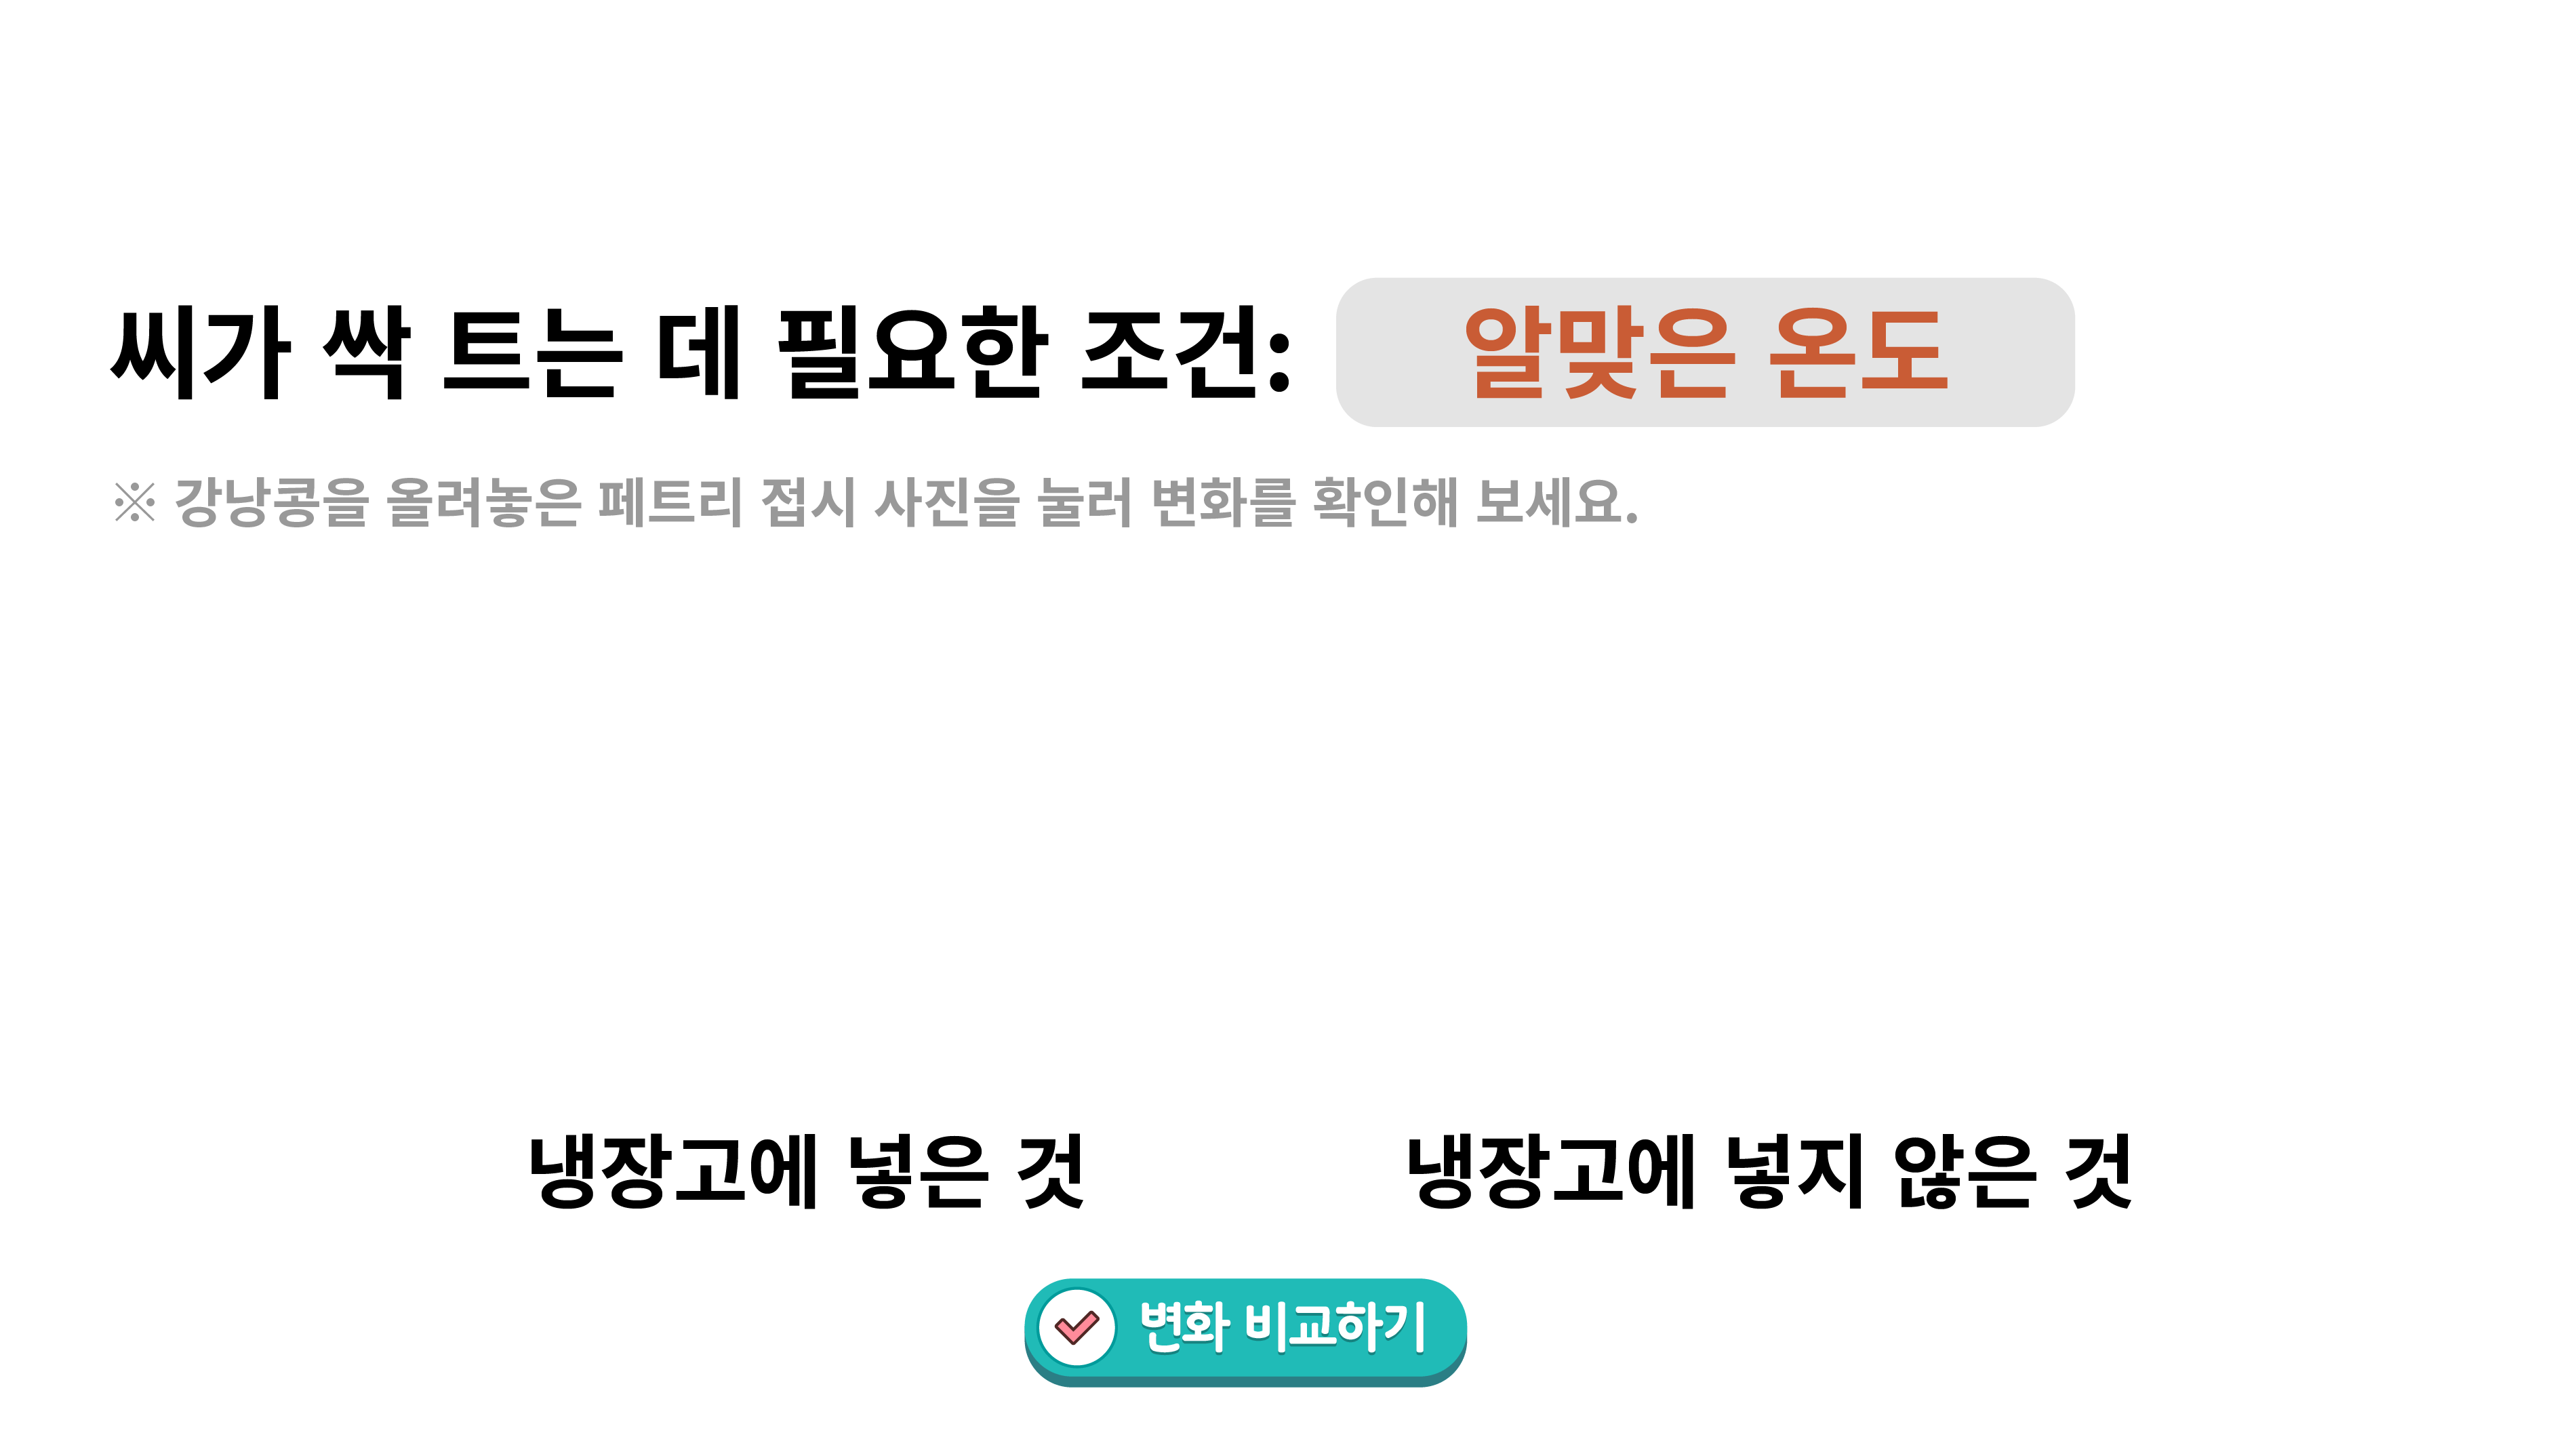 씨가 싹 트는 데 필요한 조건: 알맞은 온도
※ 강낭콩을 올려놓은 페트리 접시 사진을 눌러 변화를 확인해 보세요.
냉장고에 넣은 것 냉장고에 넣지 않은 것
변화 비교하기